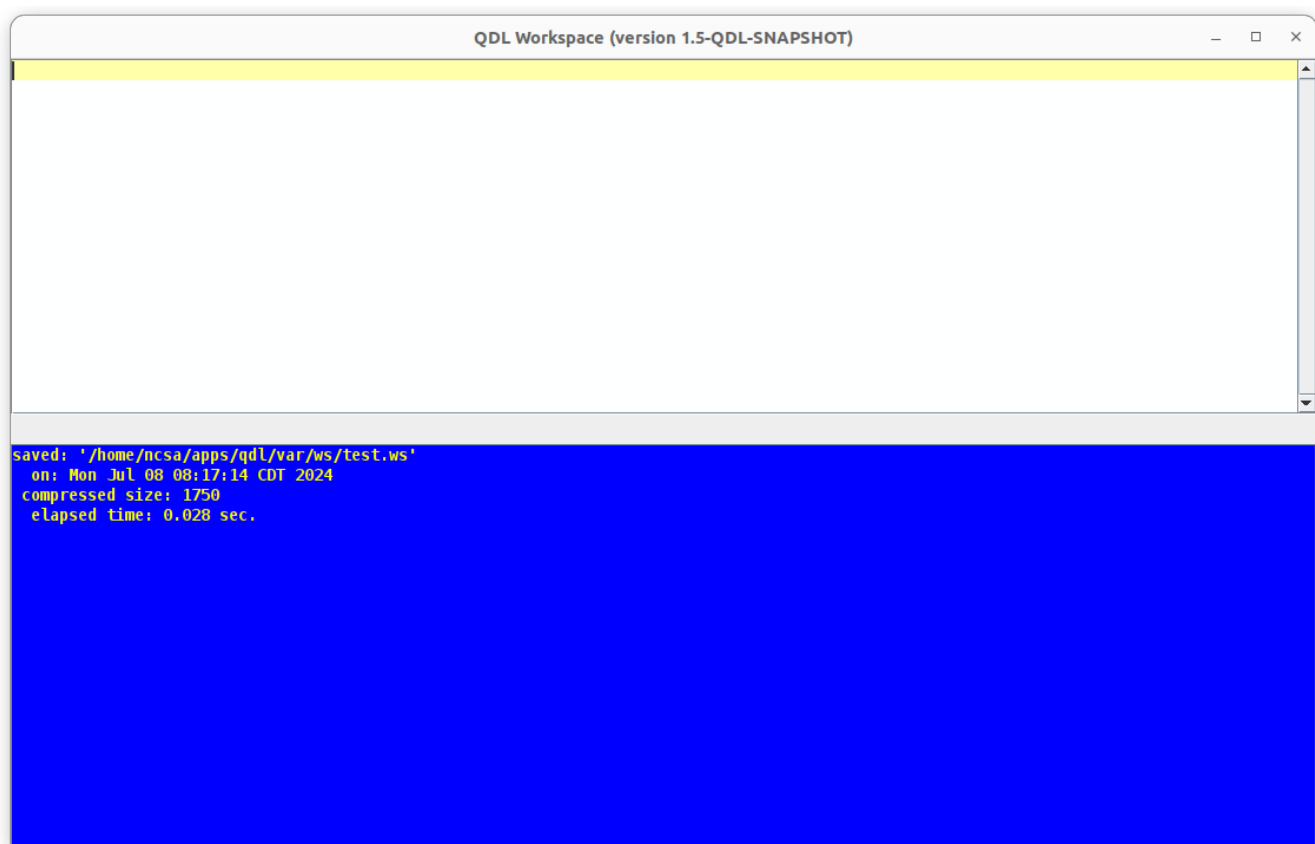 QDL Workspace (version 1.5-QDL-SNAPSHOT)
saved: '/home/ncsa/apps/qdl/var/ws/test.ws'
on: Mon Jul 08 08:17:14 CDT 2024
compressed size: 1750
elapsed time: 0.028 sec.